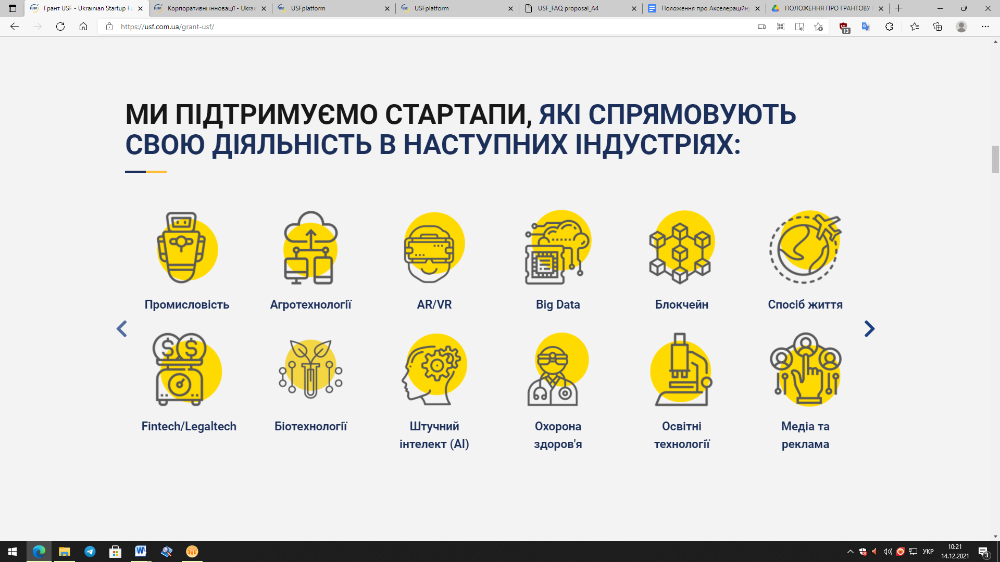 Грант USF - Ukrainian Startup Fu
Корпоративні інновації - Ukrai
USFplatform
USFplatform
USF_FAQ proposal_A4
Положення про Акселераційну
ПОЛОЖЕННЯ ПРО ГРАНТОВУ П
https://usf.com.ua/grant-usf/
13
МИ ПІДТРИМУЄМО СТАРТАПИ, ЯКІ СПРЯМОВУЮТЬ
СВОЮ ДІЯЛЬНІСТЬ В НАСТУПНИХ ІНДУСТРІЯХ:
Промисловість
Агротехнології
AR/VR
Big Data
Блокчейн
Спосіб життя
Fintech/Legaltech
Біотехнології
Штучний
інтелект (AI)
Охорона
здоров'я
Освітні
технології
Медіа та
реклама
УКР
10:21
14.12.2021
3